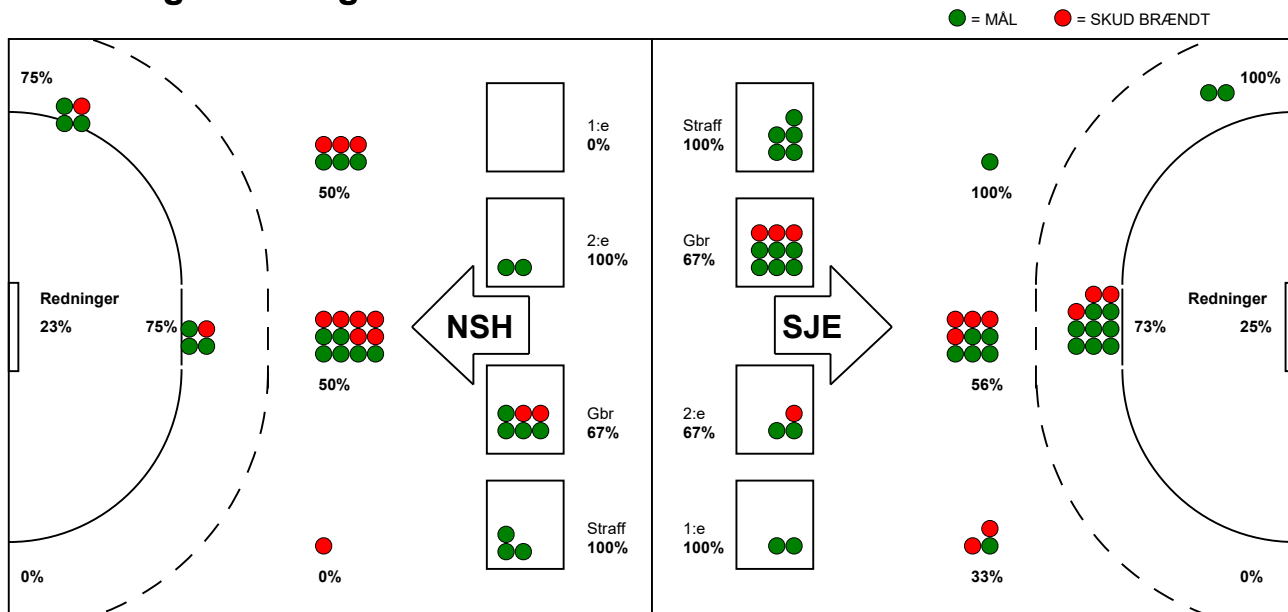 = MÅL
= SKUD BRÆNDT
75%
50%
1:e
0%
2:e
100%
Redninger
23%
75%
50%
NSH
Gbr
67%
Straff
100%
0%
0%
Straff
100%
Gbr
67%
SJE
2:e
67%
1:e
100%
100%
100%
73%
Redninger
25%
56%
33%
0%